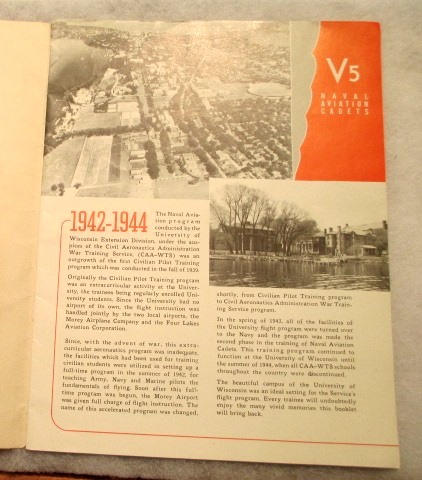 V5
NAVAL
AVIATION
CADETS
1942-1944
The Naval Avia-
tion program
conducted by the
University of
Wisconsin Extension Division, under the aus-
pices of the Civil Aeronautics Administration
War Training Service, (CAA-WTS) was an
outgrowth of the first Civilian Pilot Training
program which was conducted in the fall of 1939.
Originally the Civilian Pilot Training program
was an extracurricular activity at the Univer-
sity, the trainees being regularly enrolled Uni-
versity students. Since the University had no
airport of its own, the flight instruction was
handled jointly by the two local airports, the
Morey Airplane Company and the Four Lakes
Aviation Corporation.
Since, with the advent of war, this extra-
curricular aeronautics program was inadequate,
the facilities which had been used for training
civilian students were utilized in setting up a
full-time program in the summer of 1942, for
teaching Army, Navy and Marine pilots the
fundamentals of flying. Soon after this full-
time program was begun, the Morey Airport
was given full charge of flight instruction. The
name of this accelerated program was changed,
shortly, from Civilian Pilot Training program
to Civil Aeronautics Administration War Train-
ing Service program.
In the spring of 1942, all of the facilities of
the University flight program were turned over
to the Navy and the program was made the
second phase in the training of Naval Aviation
Cadets. This training program continued to
function at the University of Wisconsin until
the summer of 1944, when all CAA-WTS schools
throughout the country were discontinued.
The beautiful campus of the University of
Wisconsin was an ideal setting for the Service's
flight program. Every trainee will undoubtedly
enjoy the many vivid memories this booklet
will bring back.